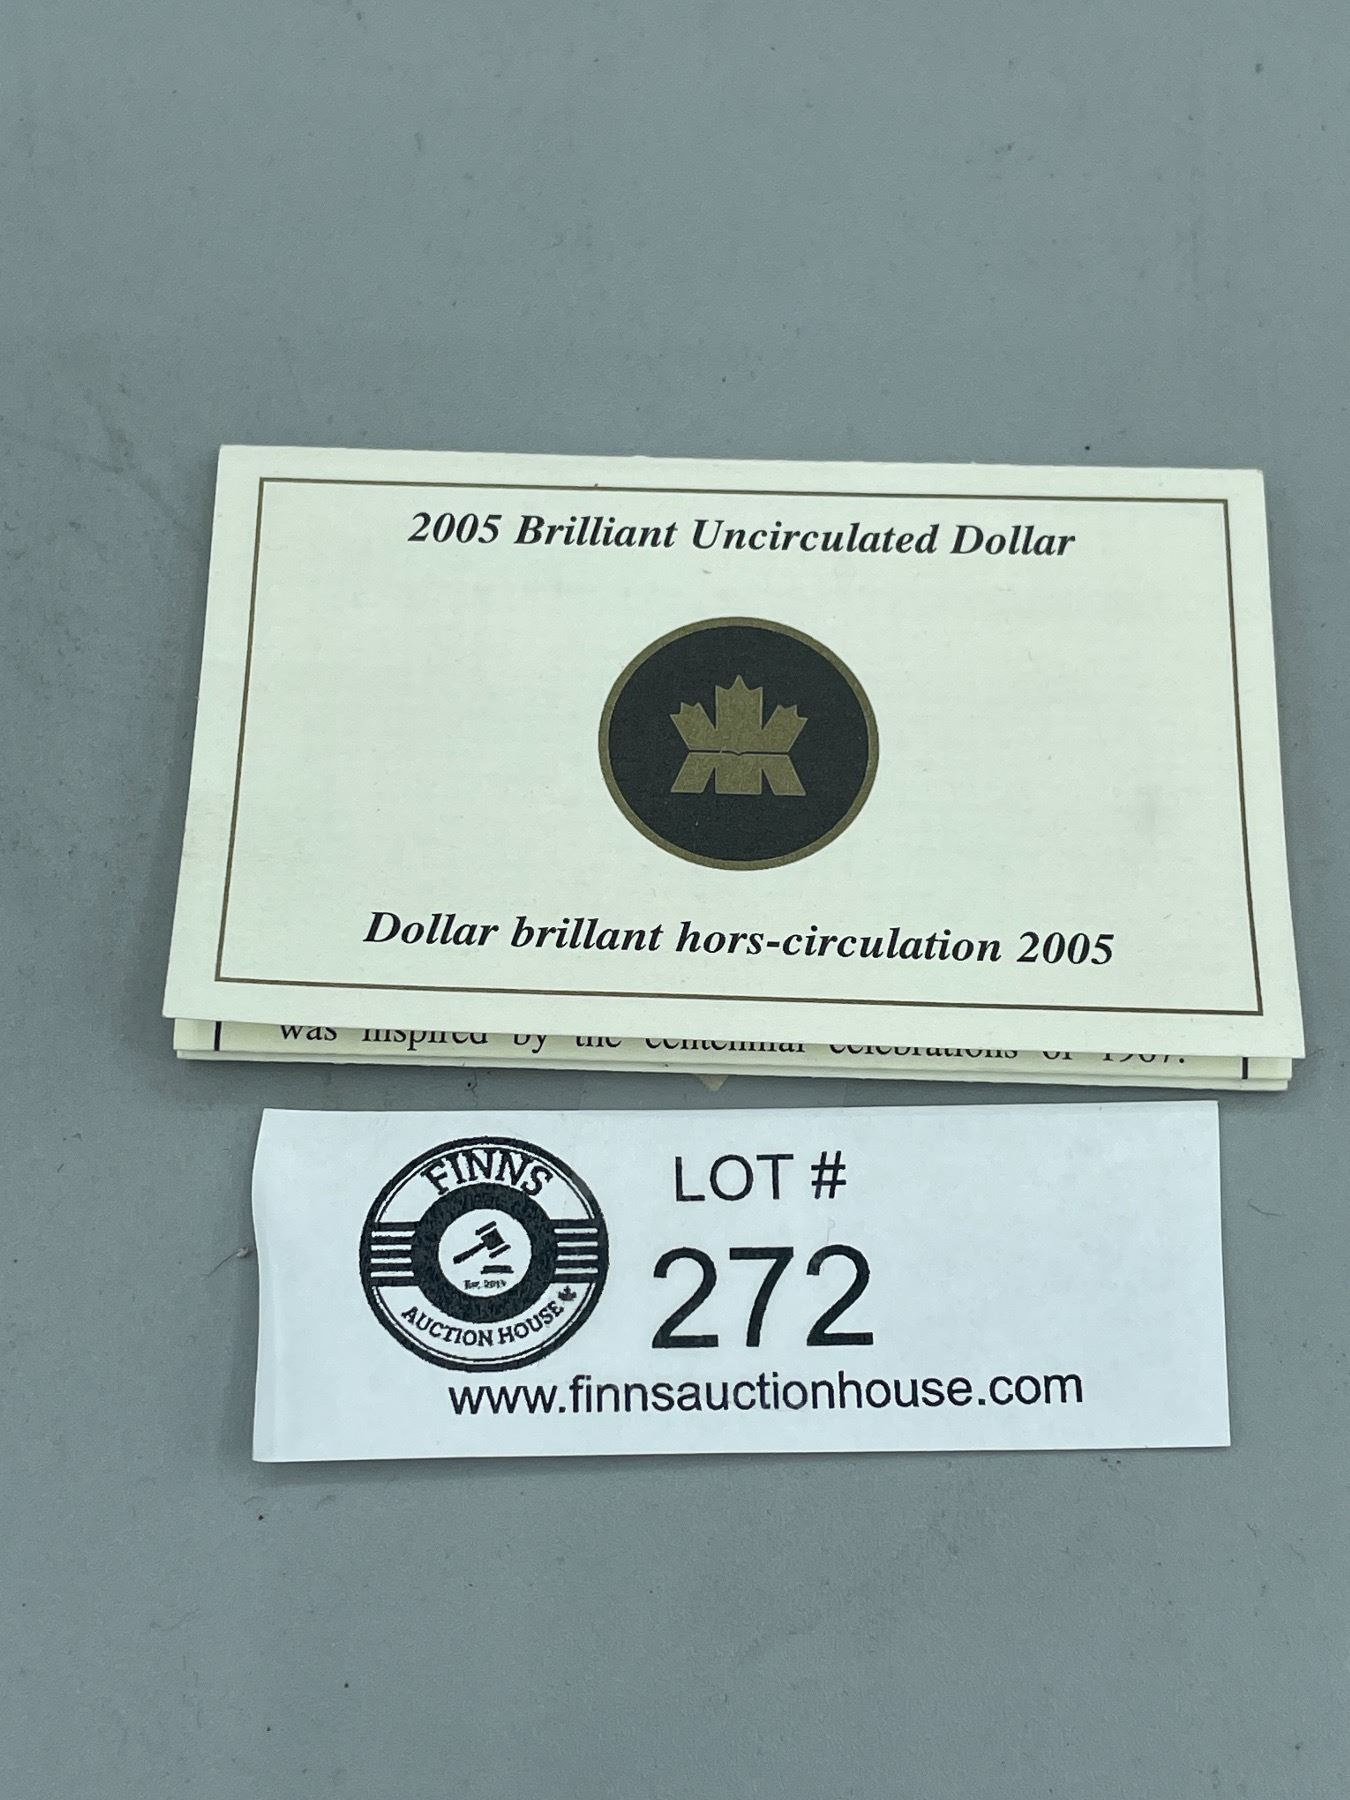 2005 Brilliant Uncirculated Dollar
Dollar brillant hors-circulation 2005
was inspired by the centennial celebrations of 1967.
FINNS
AUCTION HOUSE
LOT #
272
www.finnsauctionhouse.com